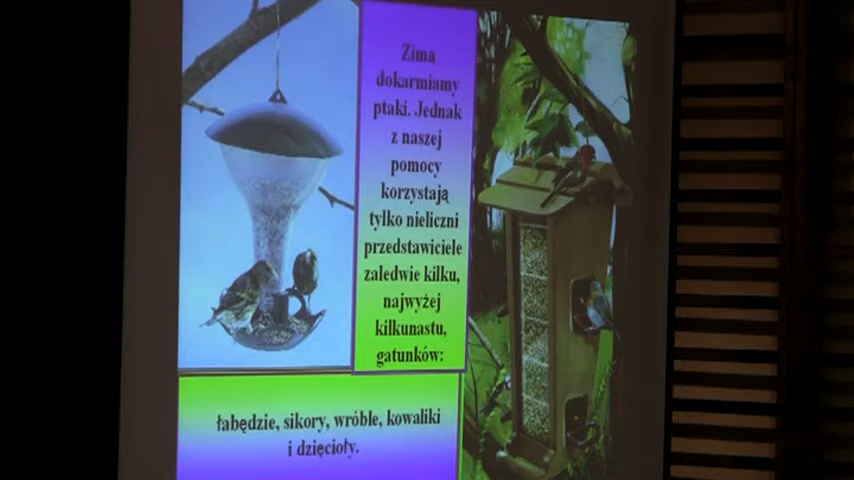 Zimą
dokarmiamy
ptaki. Jednak
z naszej
pomocy
korzystają
tylko nieliczni
przedstawiciele
zaledwie kilku,
najwyżej
kilkunastu,
gatunków:
łabędzie, sikory, wróble, kowaliki
i dzięcioły.